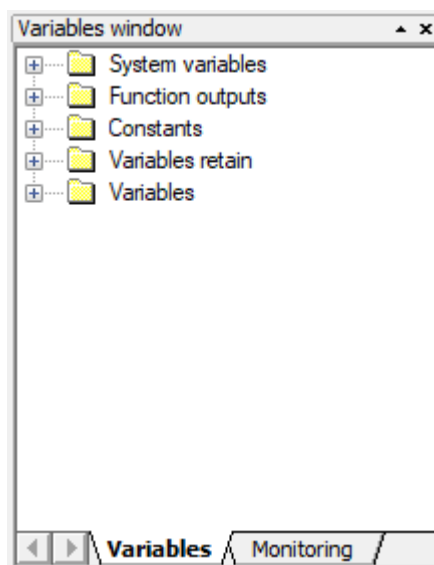 Variables window
System variables
Function outputs
Constants
Variables retain
Variables
Variables Monitoring